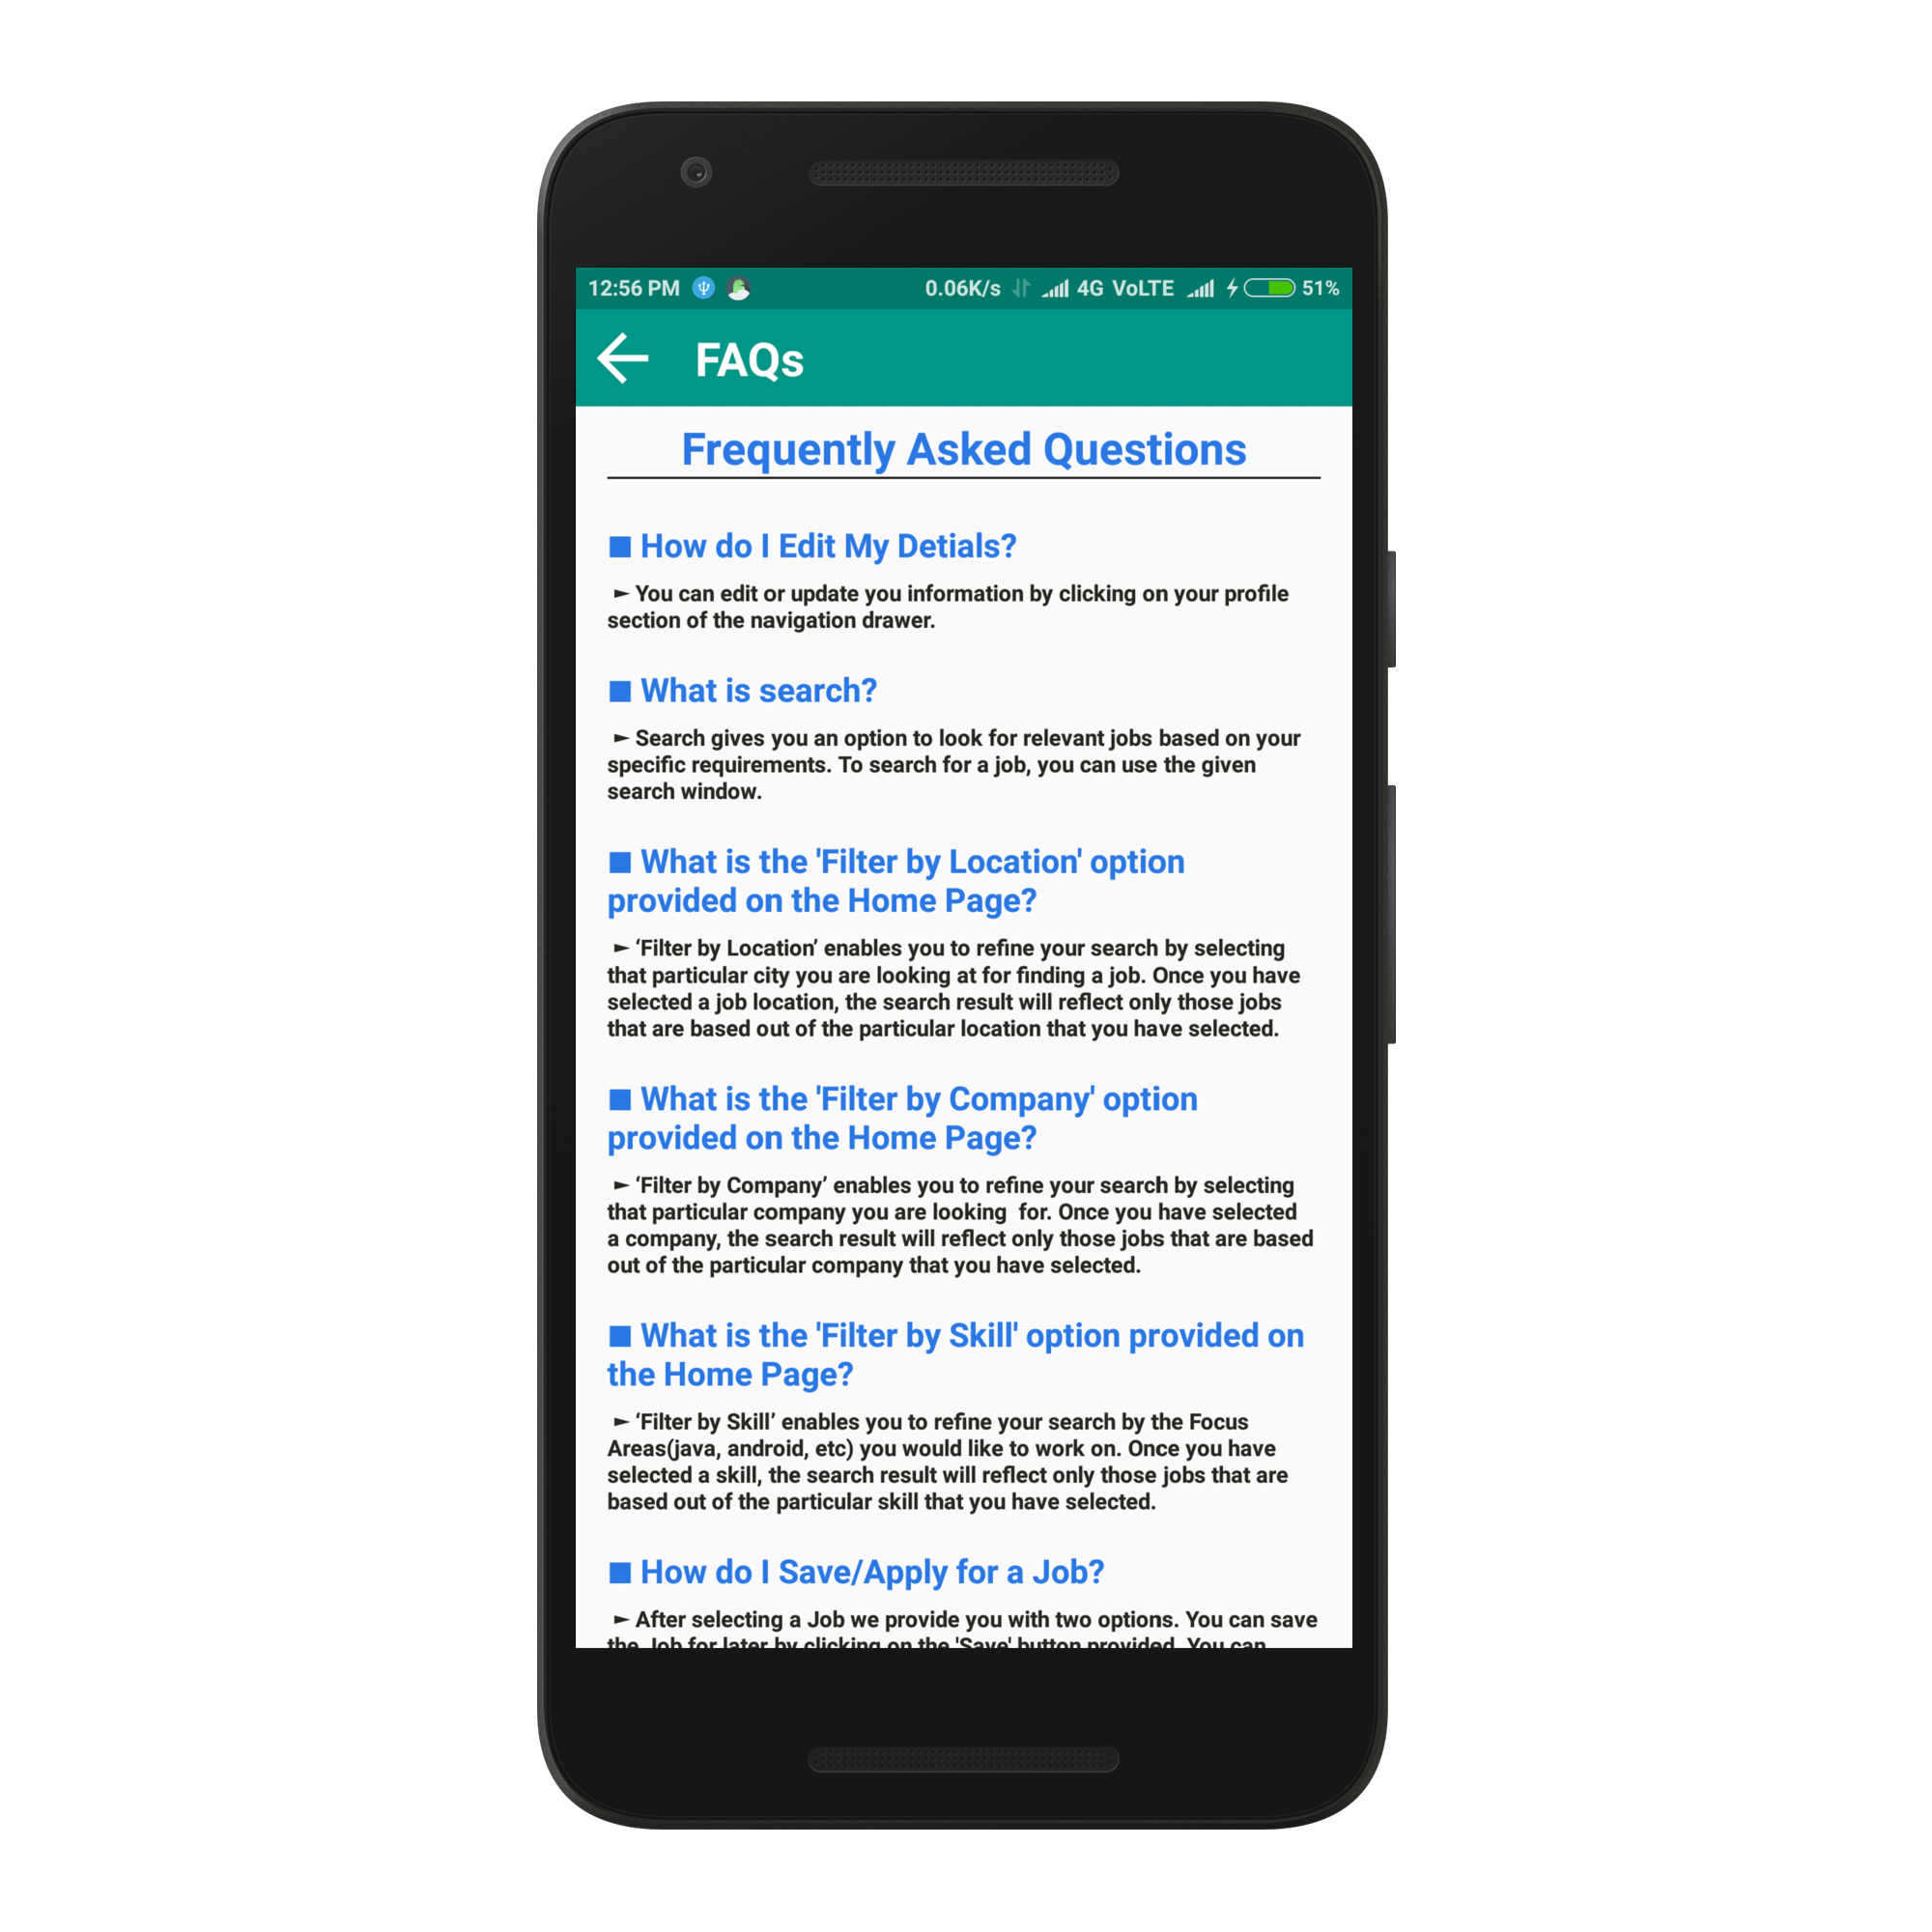 12:56 PM 0.06K/s 4G VoLTE 51%
FAQs
Frequently Asked Questions
■ How do I Edit My Detials?
► You can edit or update you information by clicking on your profile
section of the navigation drawer.
■ What is search?
► Search gives you an option to look for relevant jobs based on your
specific requirements. To search for a job, you can use the given
search window.
■ What is the 'Filter by Location' option
provided on the Home Page?
► ‘Filter by Location’ enables you to refine your search by selecting
that particular city you are looking at for finding a job. Once you have
selected a job location, the search result will reflect only those jobs
that are based out of the particular location that you have selected.
■ What is the 'Filter by Company' option
provided on the Home Page?
► ‘Filter by Company’ enables you to refine your search by selecting
that particular company you are looking  for. Once you have selected
a company, the search result will reflect only those jobs that are based
out of the particular company that you have selected.
■ What is the 'Filter by Skill' option provided on
the Home Page?
► ‘Filter by Skill’ enables you to refine your search by the Focus
Areas(java, android, etc) you would like to work on. Once you have
selected a skill, the search result will reflect only those jobs that are
based out of the particular skill that you have selected.
■ How do I Save/Apply for a Job?
► After selecting a Job we provide you with two options. You can save
the Job for later by clicking on the 'Save' button provided. You can